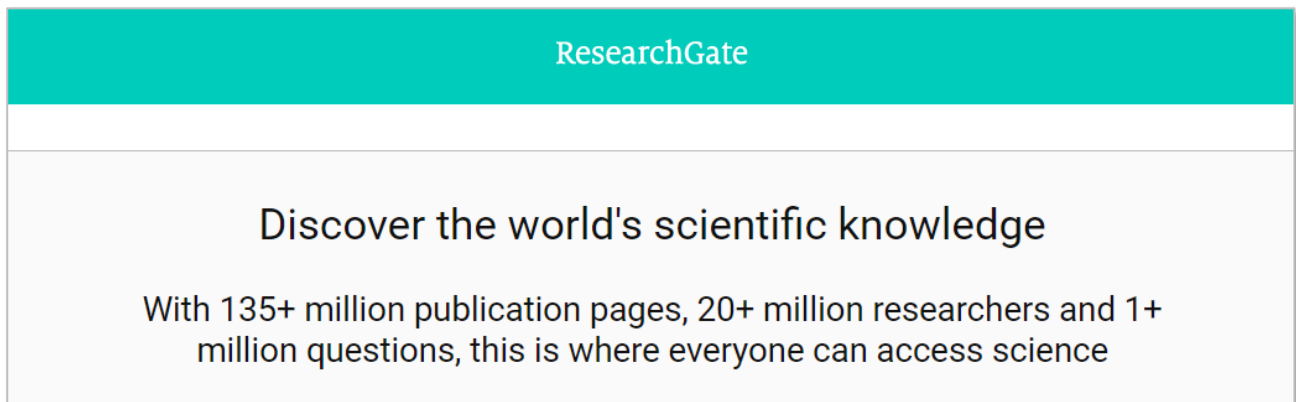 ResearchGate
Discover the world's scientific knowledge
With 135+ million publication pages, 20+ million researchers and 1+
million questions, this is where everyone can access science